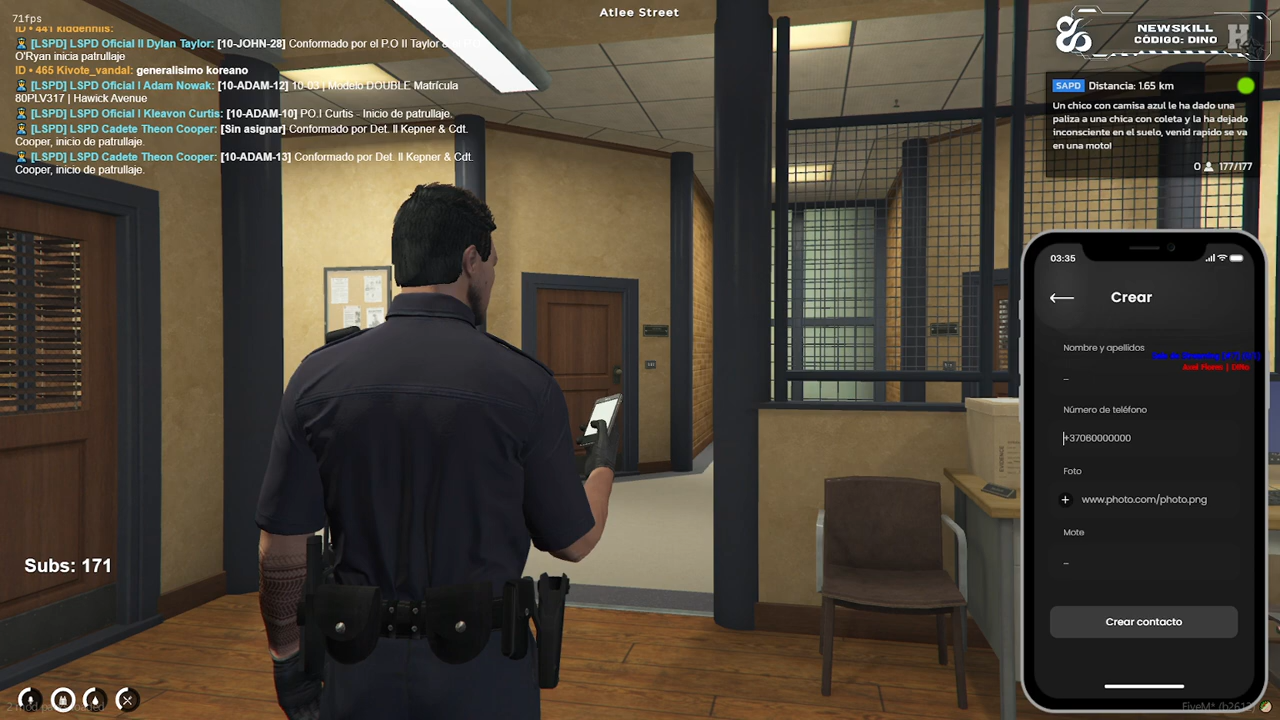 71fps
Atlee Street
[LSPD] LSPD Oficial II Dylan Taylor: [10-JOHN-28] Conformado por el P.O II Taylor
O'Ryan inicia patrullaje
ID • 465 Kivote_vandal: generalisimo koreano
[LSPD] LSPD Oficial I Adam Nowak: [10-ADAM-12] 10-03 | Modelo DOUBLE Matrícula
80PLV317 | Hawick Avenue
[LSPD] LSPD Oficial I Kleavon Curtis: [10-ADAM-10] PO.I Curtis - Inicio de patrullaje.
[LSPD] LSPD Cadete Theon Cooper: [Sin asignar] Conformado por Det. II Kepner & Cdt.
Cooper, inicio de patrullaje.
[LSPD] LSPD Cadete Theon Cooper: [10-ADAM-13] Conformado por Det. II Kepner & Cdt.
Cooper, inicio de patrullaje.
NEWSKILL
CÓDIGO: DINO
H
SAPD Distancia: 1.65 km
Un chico con camisa azul le ha dado una
paliza a una chica con coleta y la ha dejado
inconsciente en el suelo, venid rapido se va
en una moto!
0 177/177
03:35
Crear
Nombre y apellidos
Número de teléfono
+37060000000
Foto
+ www.photo.com/photo.png
Mote
Crear contacto
EVIDENCE
Subs: 171